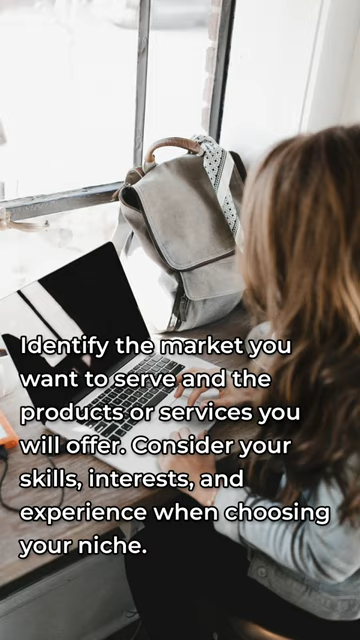 Identify the market you
want to serve and the
products or services you
will offer. Consider your
skills, interests, and
experience when choosing
your niche.